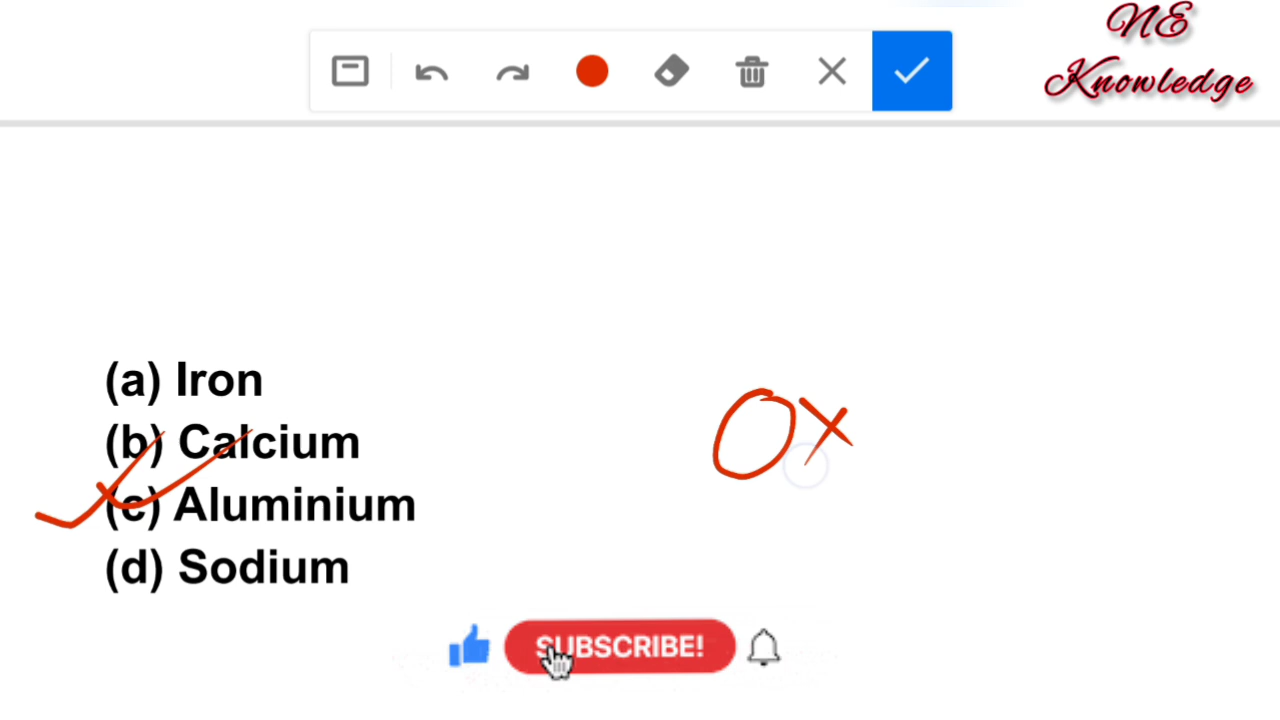 NE
Knowledge
(a) Iron
(b) Calcium
Ox
(c) Aluminium
(d) Sodium
SUBSCRIBE!